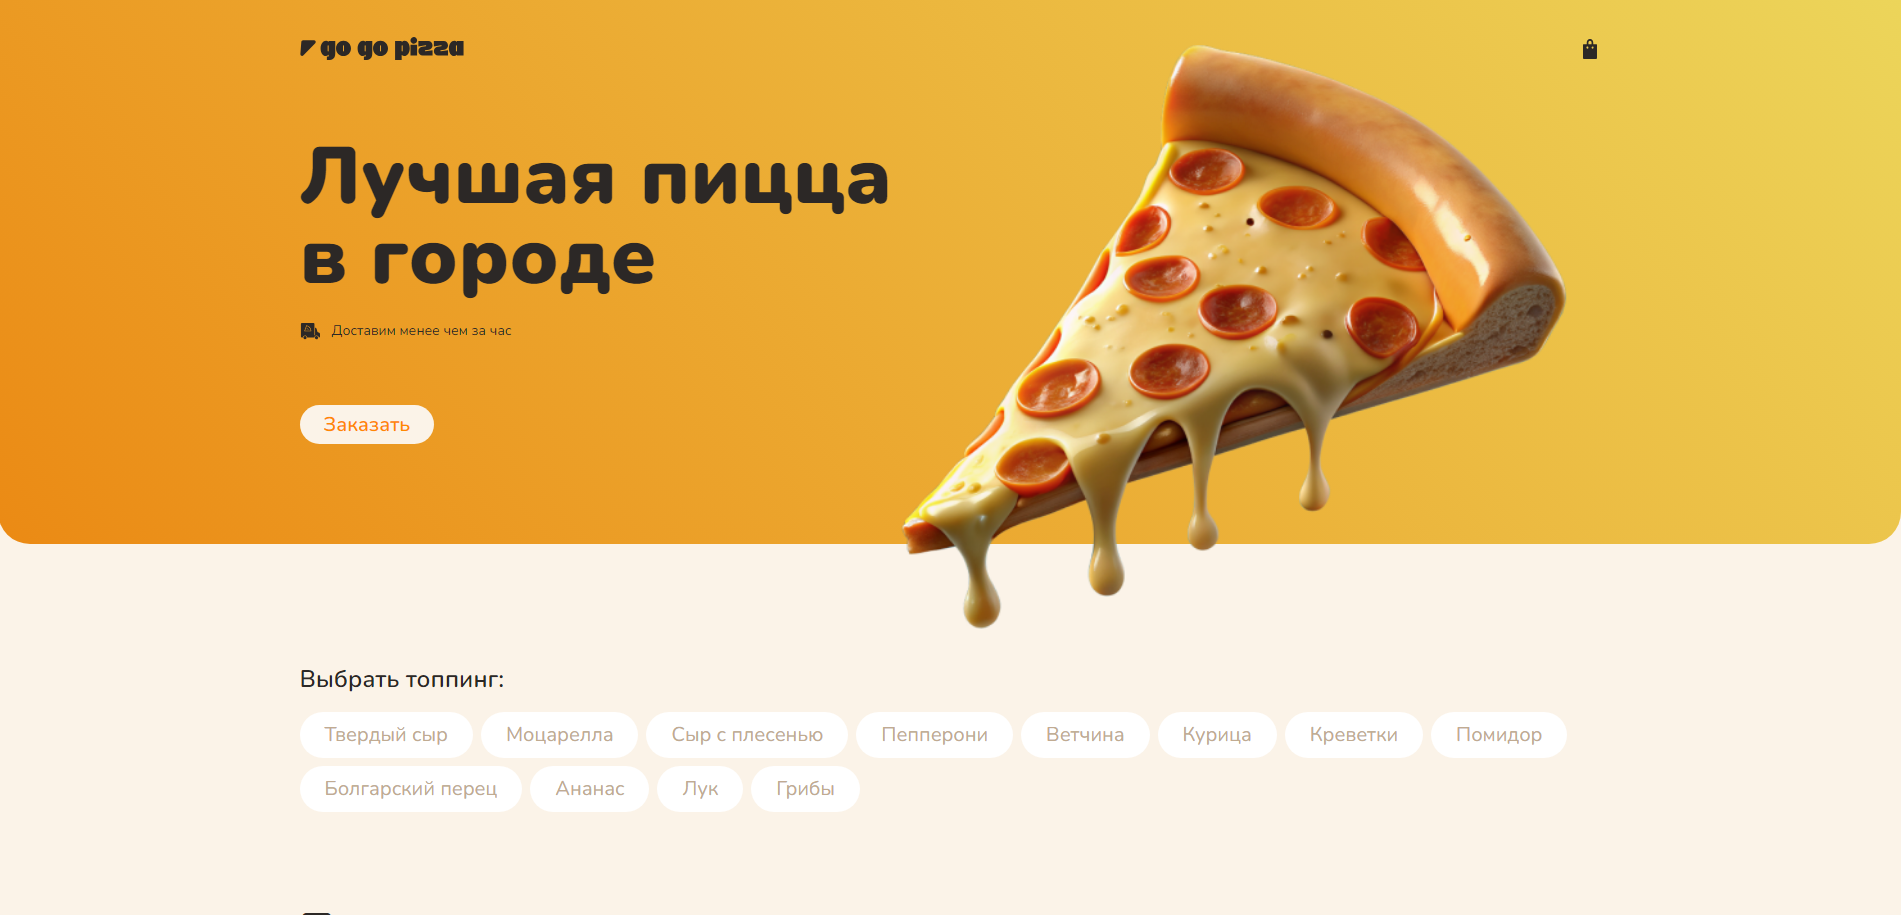 go go pizza
Лучшая пицца
в городе
Доставим менее чем за час
Заказать
Выбрать топпинг:
Твердый сыр Моцарелла Сыр с плесенью Пепперони Ветчина Курица Креветки Помидор
Болгарский перец Ананас Лук Грибы